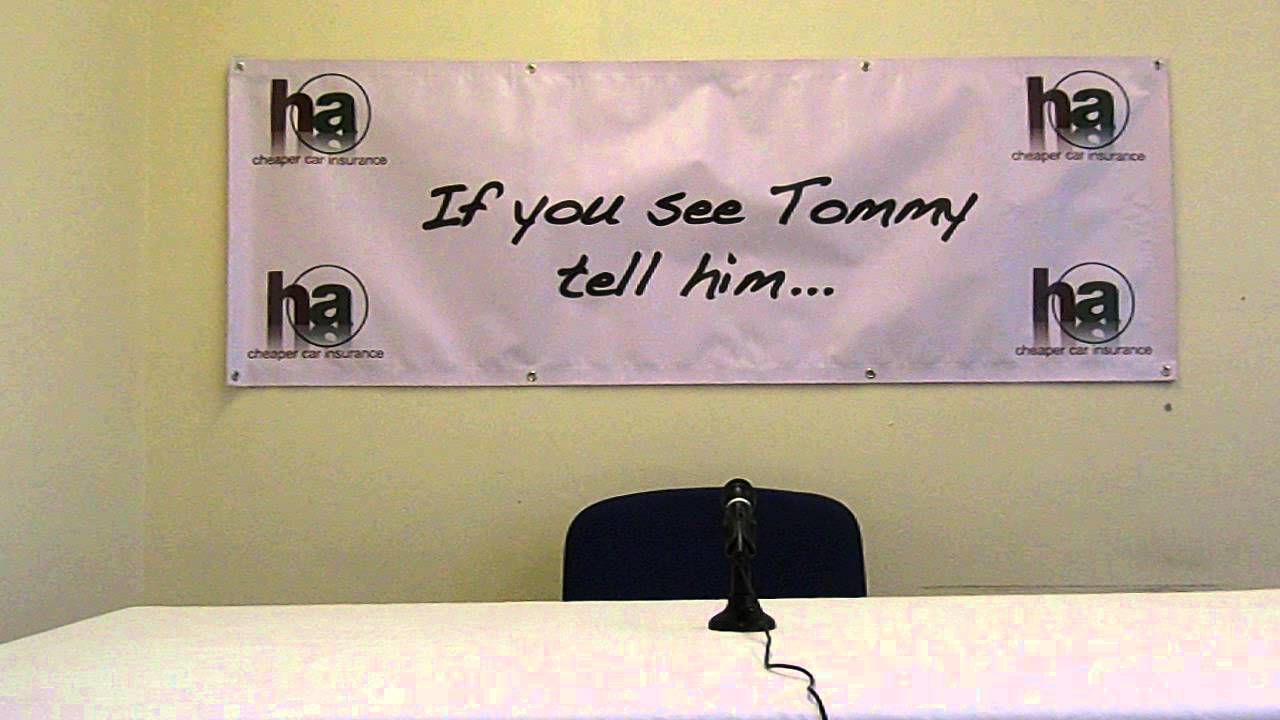 ha
cheaper car insurance
ha
cheaper car insurance
If you see Tommy
tell him...
ha
cheaper car insurance
ha
cheaper car insurance